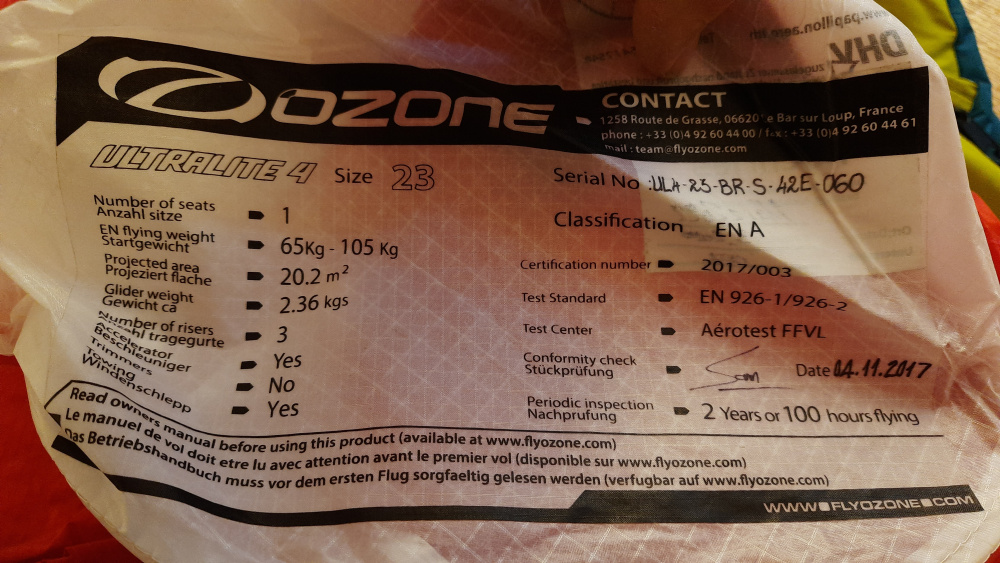 OZONE
CONTACT
1258 Route de Grasse, 06620 e Bar sur Loup, France
phone : +33 (0)4 92 60 44 00 / fax : +33 (0)4 92 60 44 61
mail : team@flyozone.com
ULTRALITE 4 Size 23
Serial No : ULA-23-BR-S-42E-060
Classification EN A
Number of seats
Anzahl sitze
1
EN flying weight
Startgewicht
65Kg - 105 Kg
Projected area
Projeziert flache
20.2 m²
Glider weight
Gewicht ca
2.36 kgs
Number of risers
Anzahl tragegurte
3
Accelerator
Beschleuniger
Yes
Trimmers
No
Towing
Windenschlepp
Yes
Certification number 2017/003
Test Standard EN 926-1/926-2
Test Center Aérotest FFVL
Conformity check
Stückprüfung
Date 04.11.2017
Periodic inspection
Nachprufung
2 Years or 100 hours flying
Read owners manual before using this product (available at www.flyozone.com)
Le manuel de vol doit etre lu avec attention avant le premier vol (disponible sur www.flyozone.com)
Das Betriebshandbuch muss vor dem ersten Flug sorgfaeltig gelesen werden (verfugbar auf www.flyozone.com)
WWW.FLYOZONE.COM
www.papillon.aero
DHV